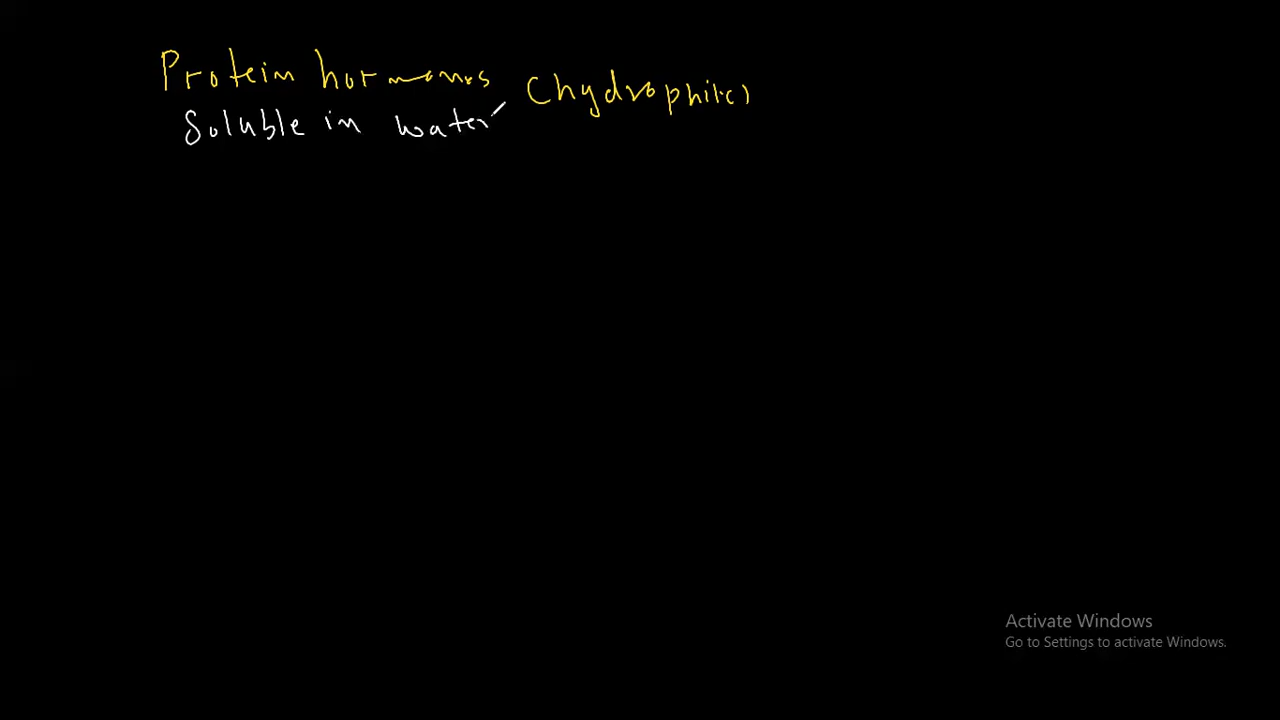 Protein hormones (hydrophilic)
Soluble in water
Activate Windows
Go to Settings to activate Windows.